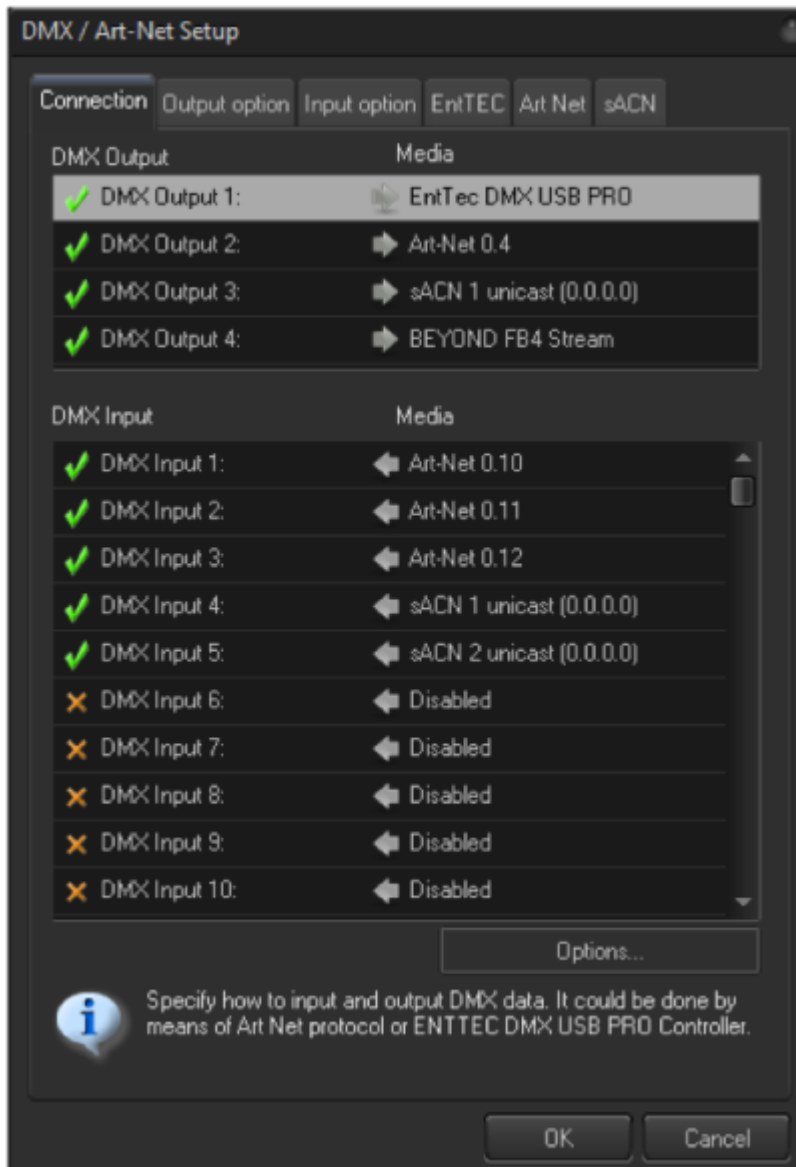 DMX / Art-Net Setup
Connection Output option Input option EntTEC Art Net sACN
DMX Output Media
DMX Output 1: EntTec DMX USB PRO
DMX Output 2: Art-Net 0.4
DMX Output 3: sACN 1 unicast (0.0.0.0)
DMX Output 4: BEYOND FB4 Stream
DMX Input Media
DMX Input 1: Art-Net 0.10
DMX Input 2: Art-Net 0.11
DMX Input 3: Art-Net 0.12
DMX Input 4: sACN 1 unicast (0.0.0.0)
DMX Input 5: sACN 2 unicast (0.0.0.0)
DMX Input 6: Disabled
DMX Input 7: Disabled
DMX Input 8: Disabled
DMX Input 9: Disabled
DMX Input 10: Disabled
Options...
Specify how to input and output DMX data. It could be done by
means of Art Net protocol or ENTTEC DMX USB PRO Controller.
OK Cancel